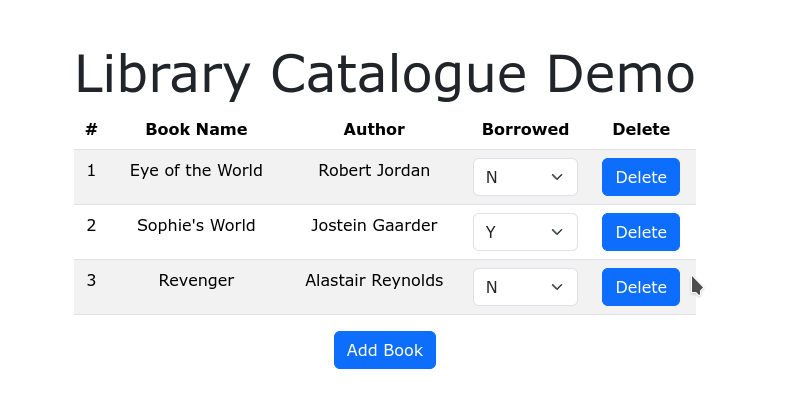 Library Catalogue Demo
# Book Name Author Borrowed Delete
1 Eye of the World Robert Jordan N Delete
2 Sophie's World Jostein Gaarder Y Delete
3 Revenger Alastair Reynolds N Delete
Add Book